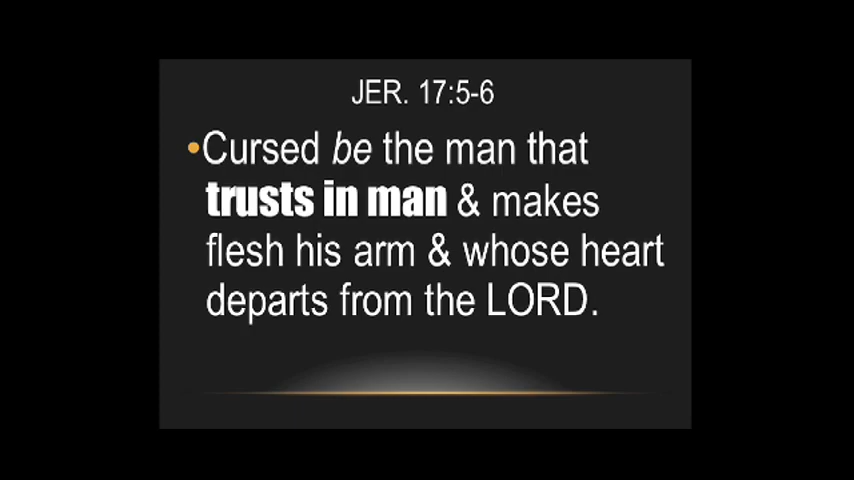 JER. 17:5-6
•Cursed be the man that
trusts in man & makes
flesh his arm & whose heart
departs from the LORD.